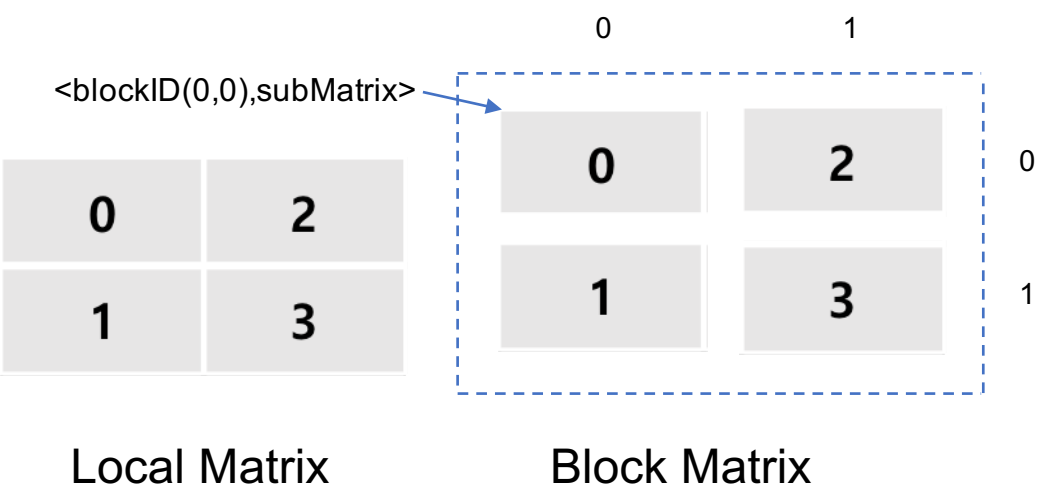 0 1
<blockID(0,0),subMatrix>
0 2
1 3
0 2 0
1 3 1
Local Matrix
Block Matrix